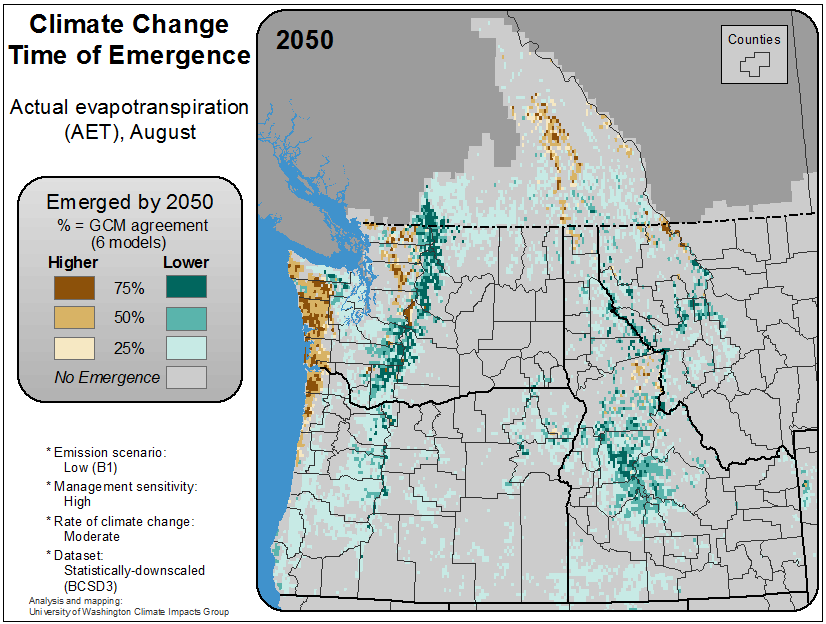 Climate Change
Time of Emergence
Actual evapotranspiration
(AET), August
Emerged by 2050
% = GCM agreement
(6 models)
Higher Lower
75%
50%
25%
No Emergence
* Emission scenario:
Low (B1)
* Management sensitivity:
High
* Rate of climate change:
Moderate
* Dataset:
Statistically-downscaled
(BCSD3)
Analysis and mapping:
University of Washington Climate Impacts Group
2050
Counties